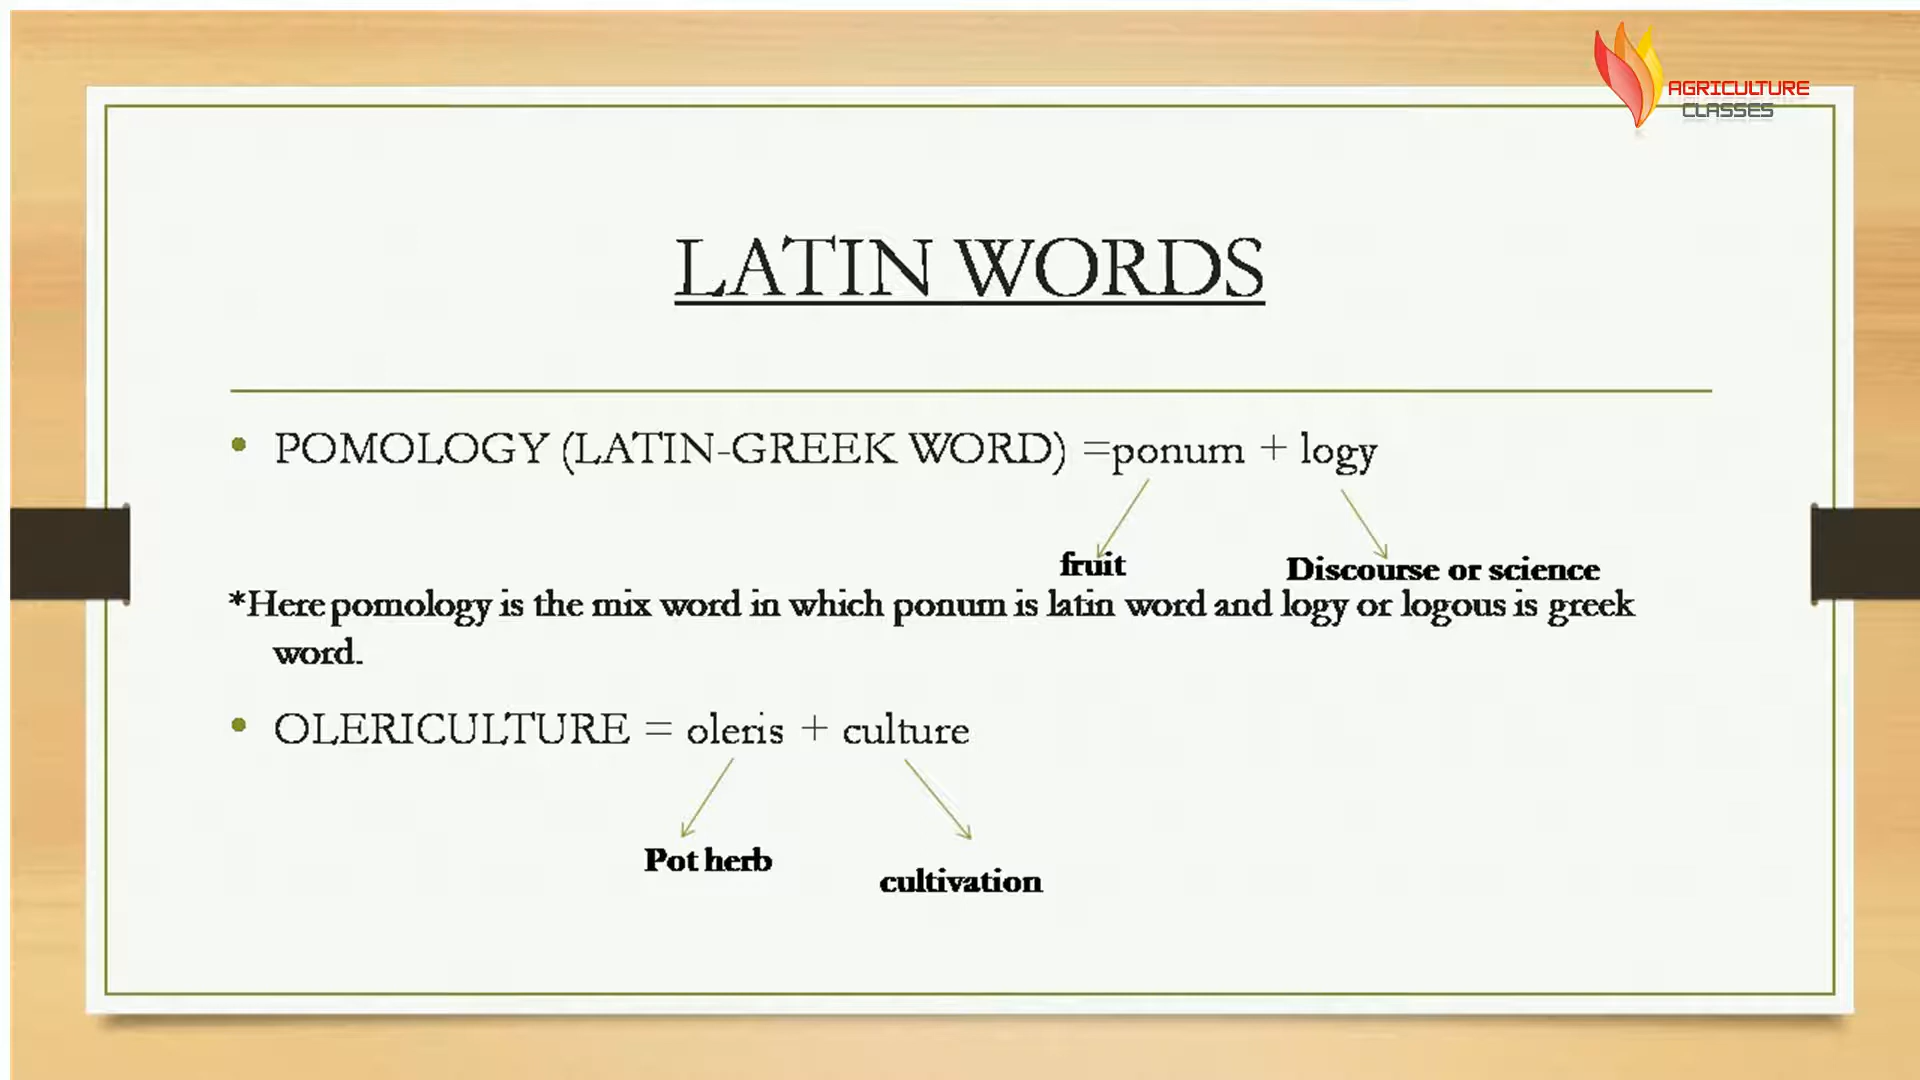 AGRICULTURE
CLASSES
LATIN WORDS
• POMOLOGY (LATIN-GREEK WORD) =ponum + logy
fruit Discourse or science
*Here pomology is the mix word in which ponum is latin word and logy or logous is greek
word.
• OLERICULTURE = oleris + culture
Pot herb
cultivation